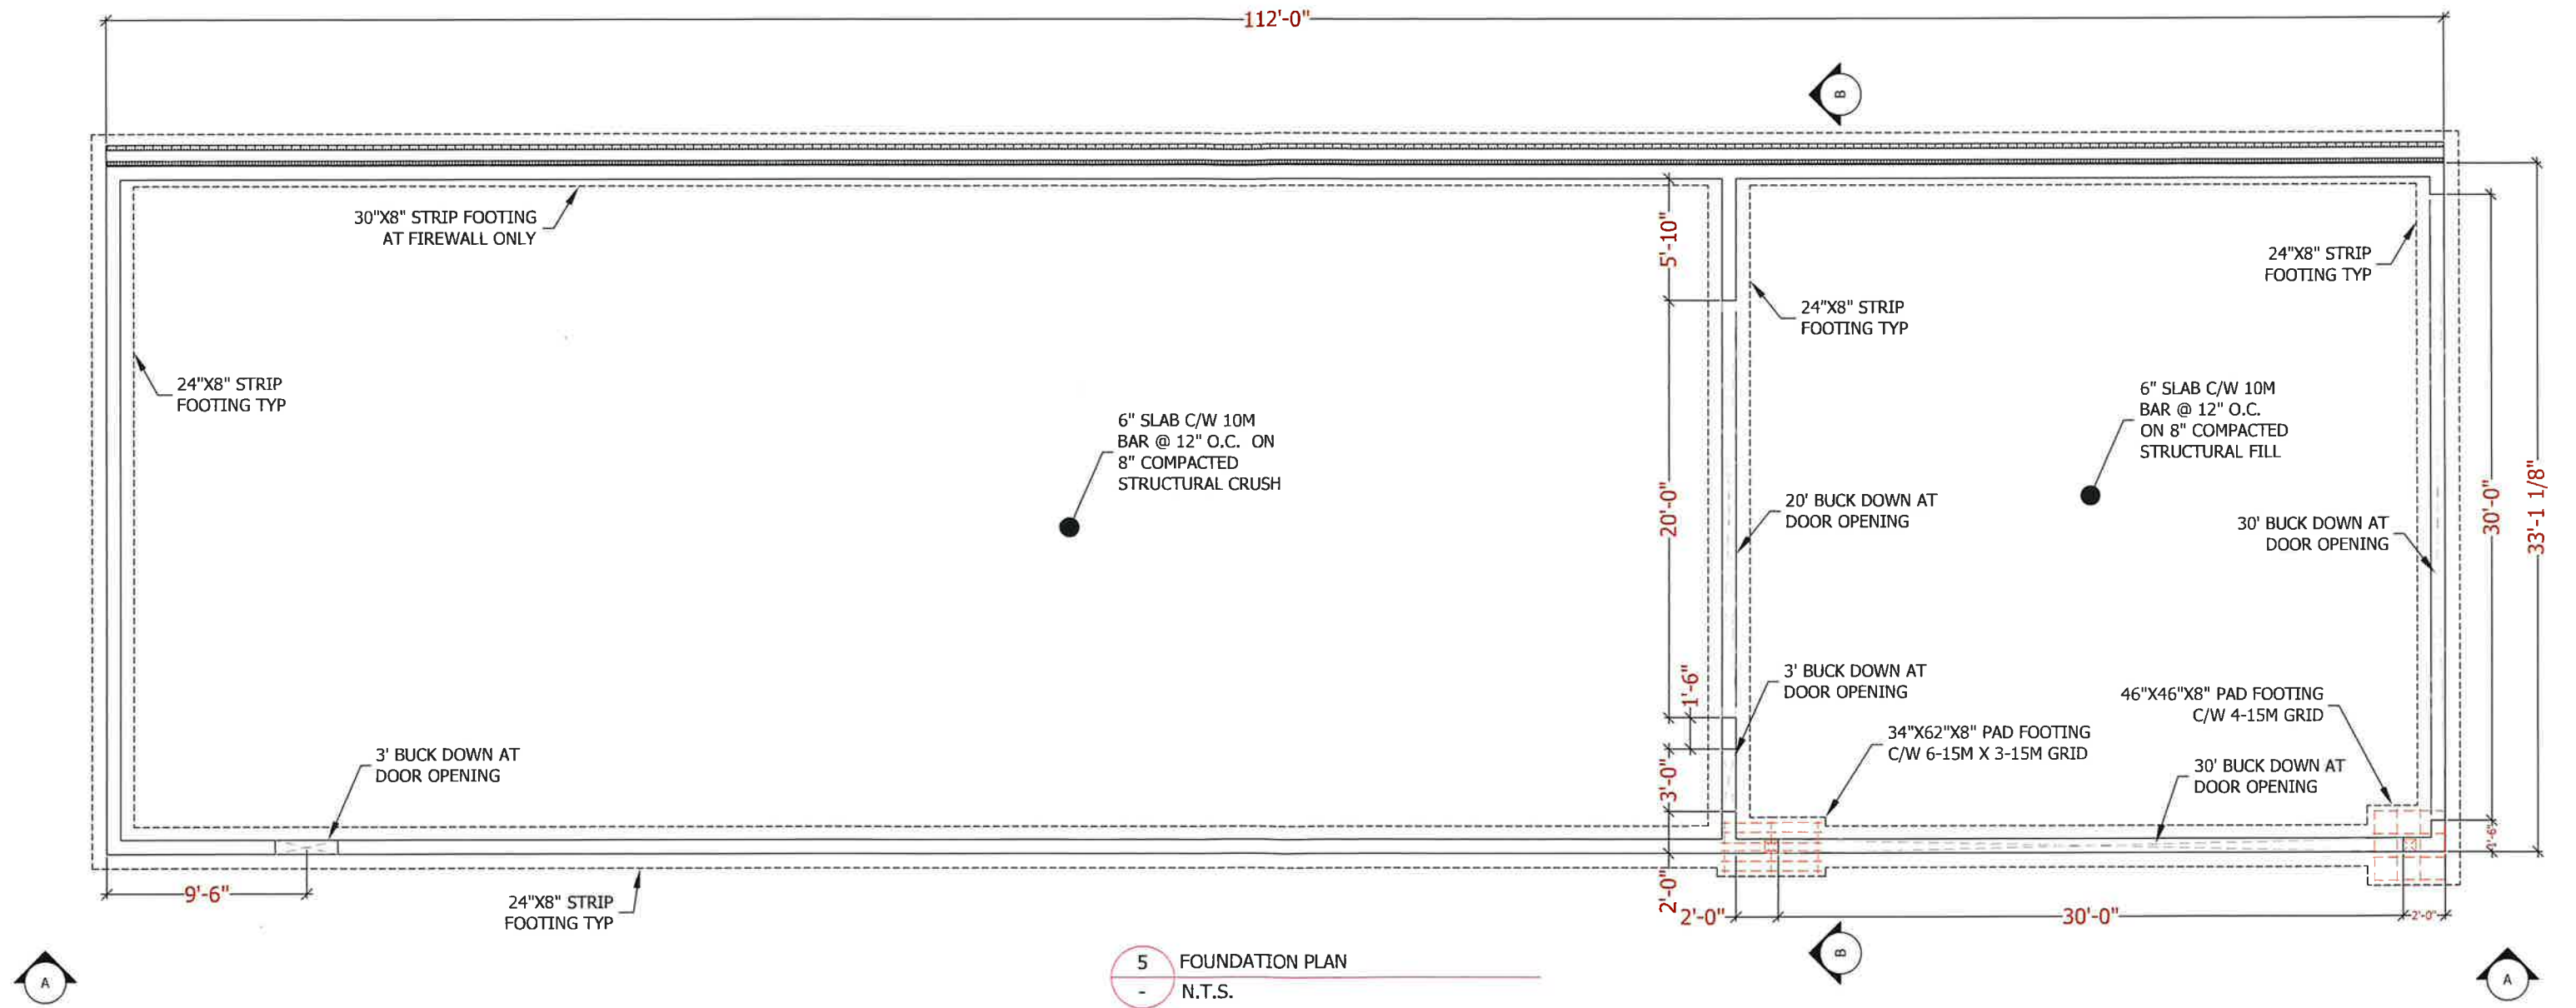 112'-0"
B
30"X8" STRIP FOOTING
AT FIREWALL ONLY
5'-10"
24"X8" STRIP
FOOTING TYP
24"X8" STRIP
FOOTING TYP
24"X8" STRIP
FOOTING TYP
6" SLAB C/W 10M
BAR @ 12" O.C. ON
8" COMPACTED
STRUCTURAL CRUSH
6" SLAB C/W 10M
BAR @ 12" O.C.
ON 8" COMPACTED
STRUCTURAL FILL
20'-0"
20' BUCK DOWN AT
DOOR OPENING
30' BUCK DOWN AT
DOOR OPENING
30'-0"
33'-1 1/8"
1'-6"
3' BUCK DOWN AT
DOOR OPENING
46"X46"X8" PAD FOOTING
C/W 4-15M GRID
34"X62"X8" PAD FOOTING
C/W 6-15M X 3-15M GRID
3' BUCK DOWN AT
DOOR OPENING
3'-0"
30' BUCK DOWN AT
DOOR OPENING
1'-6"
9'-6"
24"X8" STRIP
FOOTING TYP
2'-0"
2'-0"
30'-0"
2'-0"
A
5 FOUNDATION PLAN
- N.T.S.
B
A